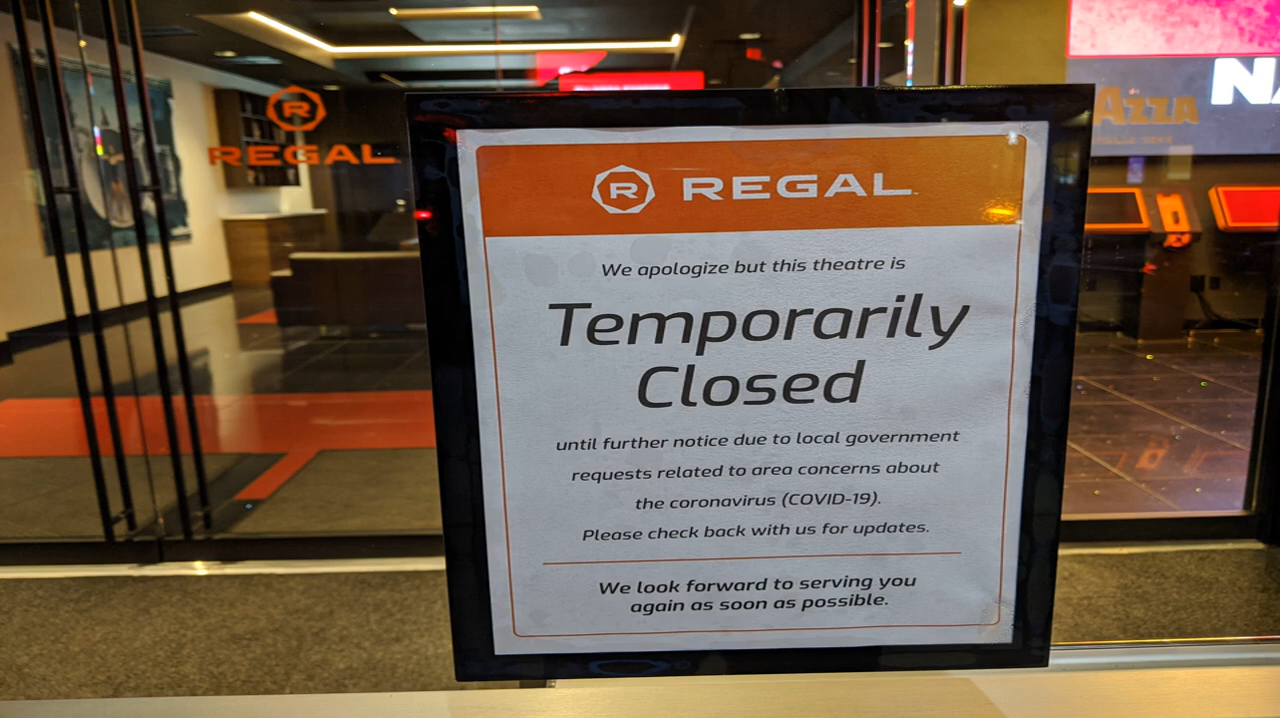 R
REGAL
R REGAL
We apologize but this theatre is
Temporarily
Closed
until further notice due to local government
requests related to area concerns about
the coronavirus (COVID-19).
Please check back with us for updates.
We look forward to serving you
again as soon as possible.